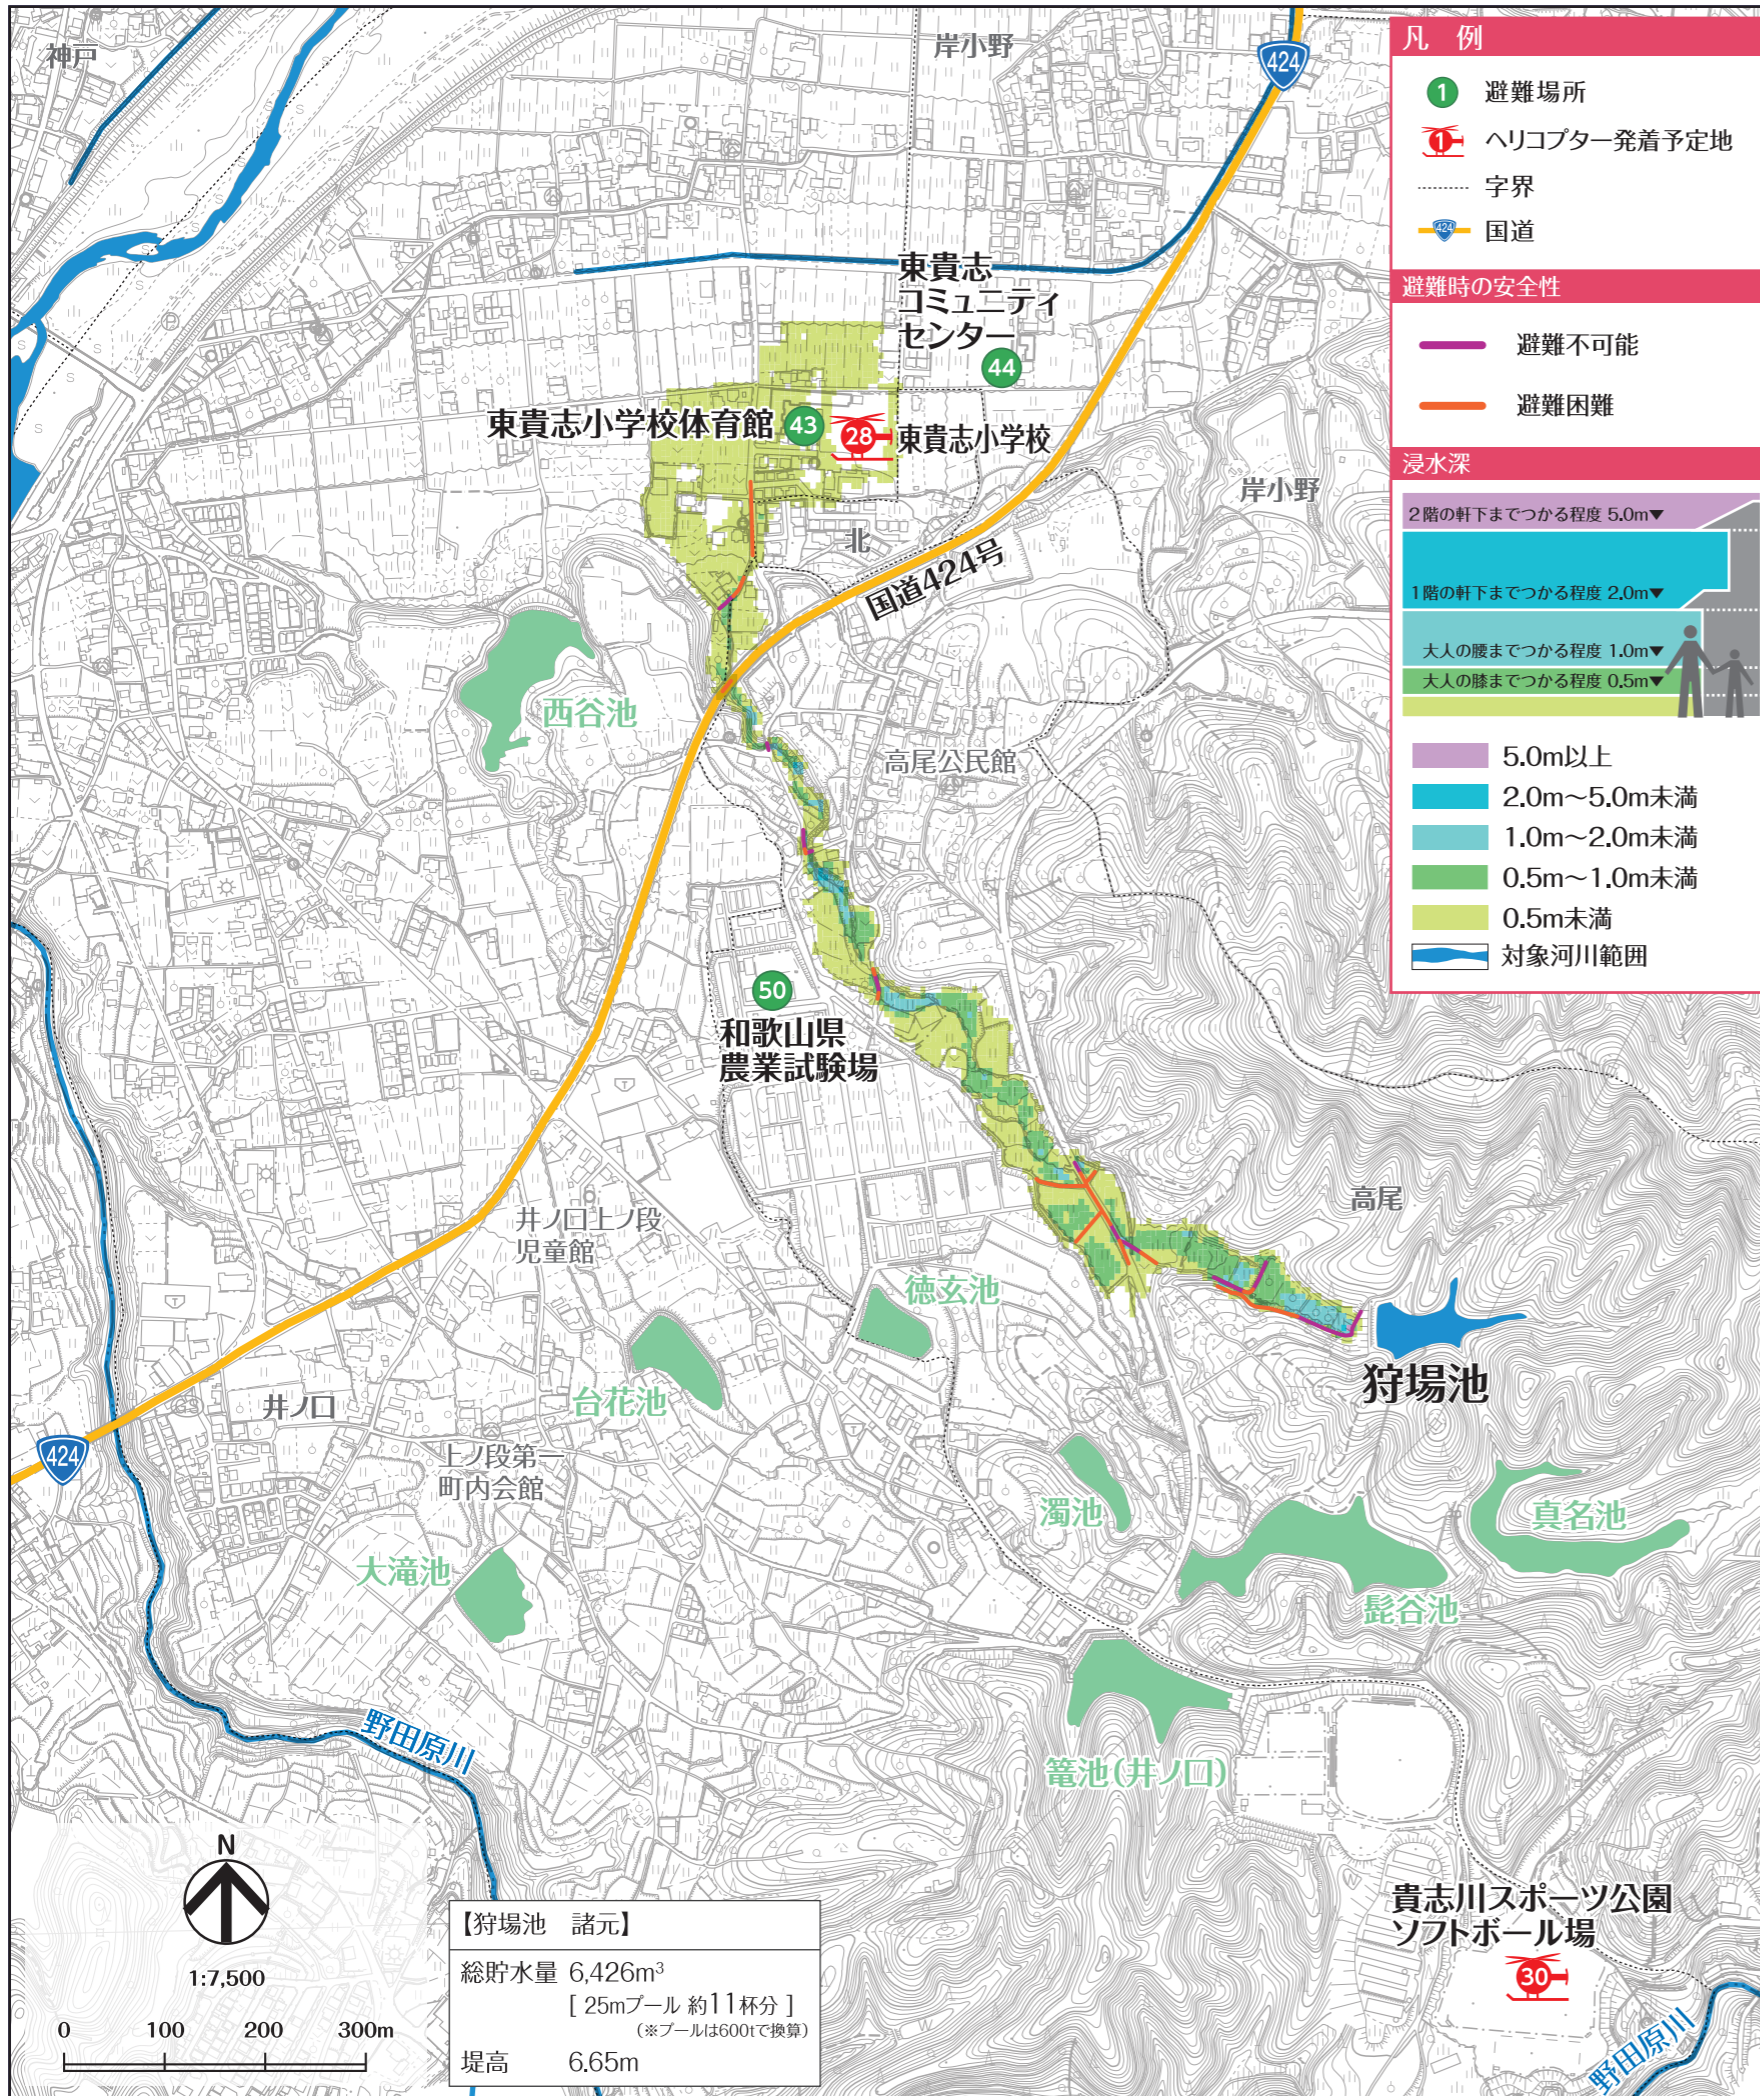 神戸
岸小野
424
凡 例
1 避難場所
1 ヘリコプター発着予定地
字界
424 国道
避難時の安全性
避難不可能
避難困難
浸水深
2階の軒下までつかる程度 5.0m▼
1階の軒下までつかる程度 2.0m▼
大人の腰までつかる程度 1.0m▼
大人の膝までつかる程度 0.5m▼
5.0m以上
2.0m～5.0m未満
1.0m～2.0m未満
0.5m～1.0m未満
0.5m未満
対象河川範囲
東貴志
コミュニティ
センター
44
東貴志小学校体育館
43
28
東貴志小学校
岸小野
北
国道424号
西谷池
高尾公民館
50
和歌山県
農業試験場
高尾
井ノ口上ノ段
児童館
徳玄池
狩場池
台花池
井ノ口
424
上ノ段第一
町内会館
濁池
真名池
大滝池
髭谷池
野田原川
篭池(井ノ口)
貴志川スポーツ公園
ソフトボール場
30
野田原川
N
1:7,500
0 100 200 300m
【狩場池 諸元】
総貯水量 6,426m³
[ 25mプール 約11杯分 ]
(※プールは600tで換算)
堤高 6.65m